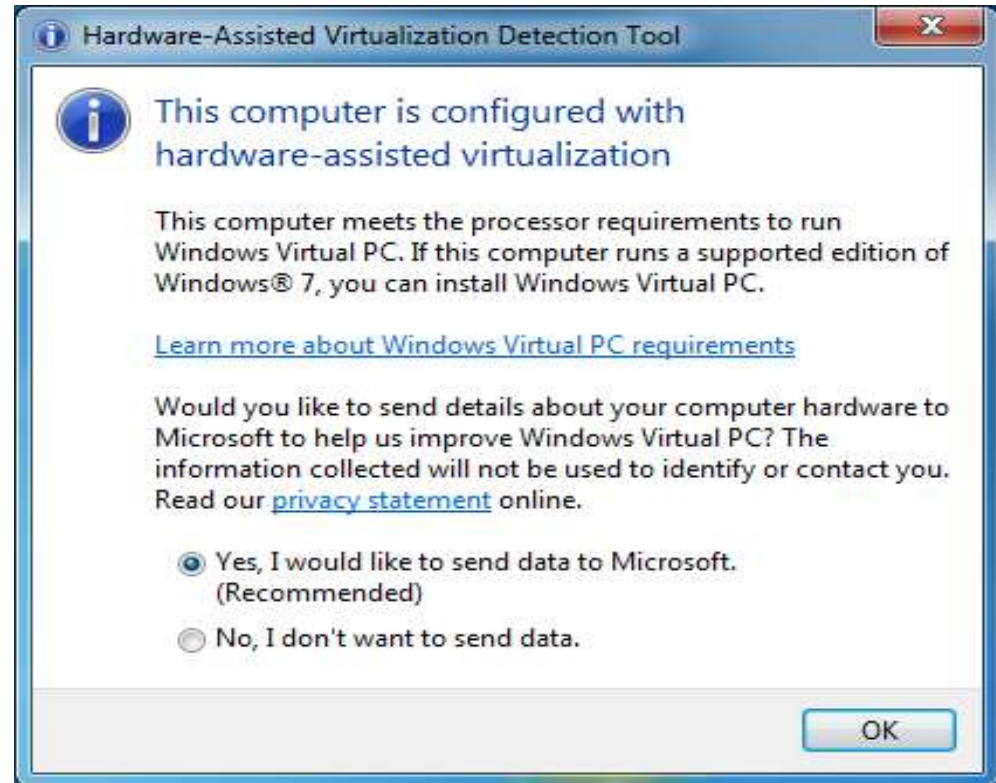 Hardware-Assisted Virtualization Detection Tool
This computer is configured with
hardware-assisted virtualization
This computer meets the processor requirements to run
Windows Virtual PC. If this computer runs a supported edition of
Windows® 7, you can install Windows Virtual PC.
Learn more about Windows Virtual PC requirements
Would you like to send details about your computer hardware to
Microsoft to help us improve Windows Virtual PC? The
information collected will not be used to identify or contact you.
Read our privacy statement online.
Yes, I would like to send data to Microsoft.
(Recommended)
No, I don't want to send data.
OK